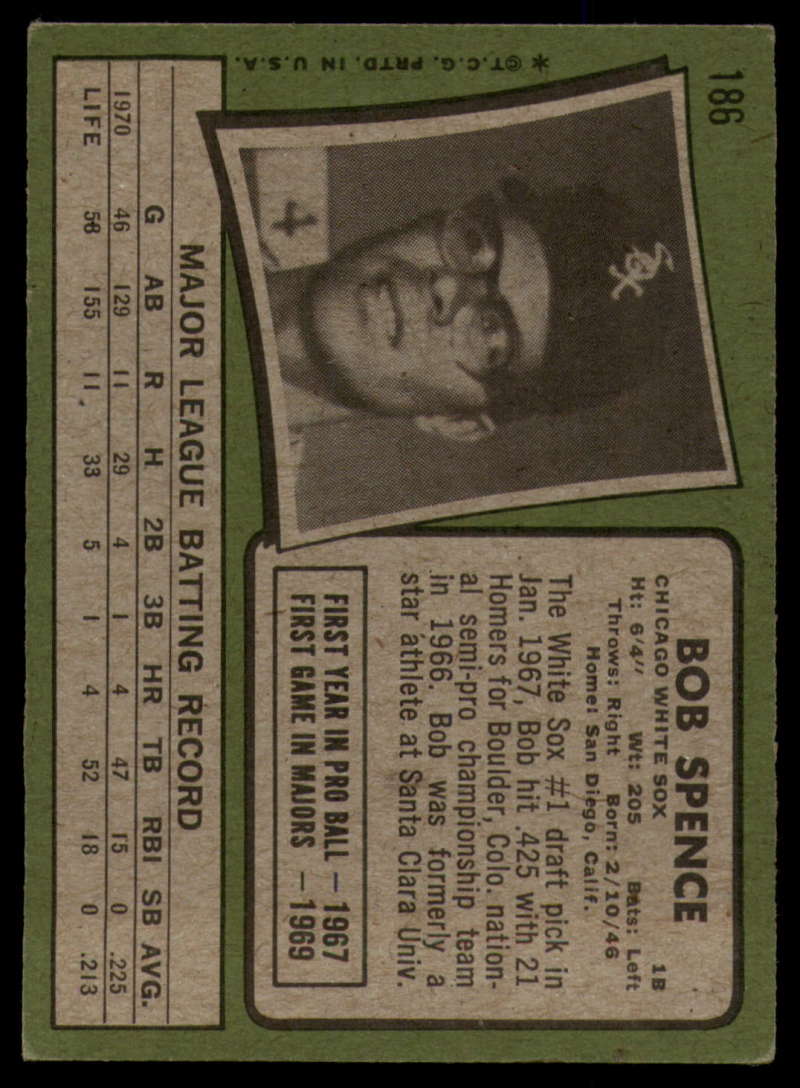 186
* © T.C.G. PRTD. IN U.S.A.
SOX
4
BOB SPENCE
CHICAGO WHITE SOX 1B
Ht: 6'4" Wt: 205 Bats: Left
Throws: Right Born: 2/10/46
Home: San Diego, Calif.
The White Sox #1 draft pick in
Jan. 1967, Bob hit .425 with 21
Homers for Boulder, Colo. nation-
al semi-pro championship team
in 1966. Bob was formerly a
star athlete at Santa Clara Univ.
FIRST YEAR IN PRO BALL — 1967
FIRST GAME IN MAJORS — 1969
MAJOR LEAGUE BATTING RECORD
G AB R H 2B 3B HR TB RBI SB AVG.
1970 46 129 11 29 4 1 4 47 15 0 .225
LIFE 58 155 11 33 5 1 4 52 18 0 .213